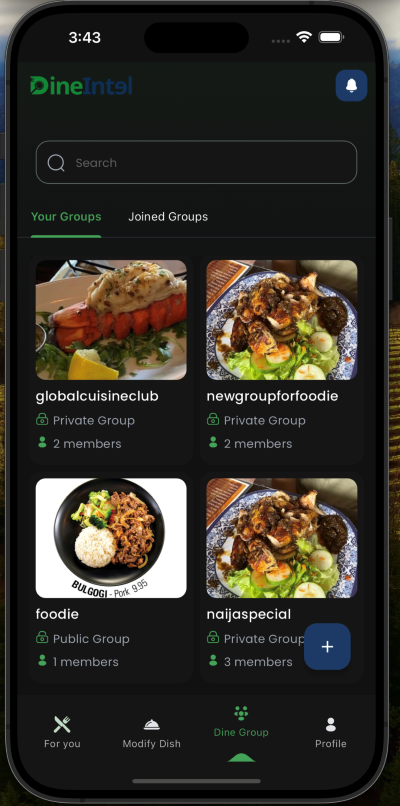 3:43
DineIntel
Search
Your Groups
Joined Groups
globalcuisineclub
Private Group
2 members
newgroupforfoodie
Private Group
2 members
BULGOGI - Pork 9.95
foodie
Public Group
1 members
naijaspecial
Private Group
3 members
+
For you
Modify Dish
Dine Group
Profile